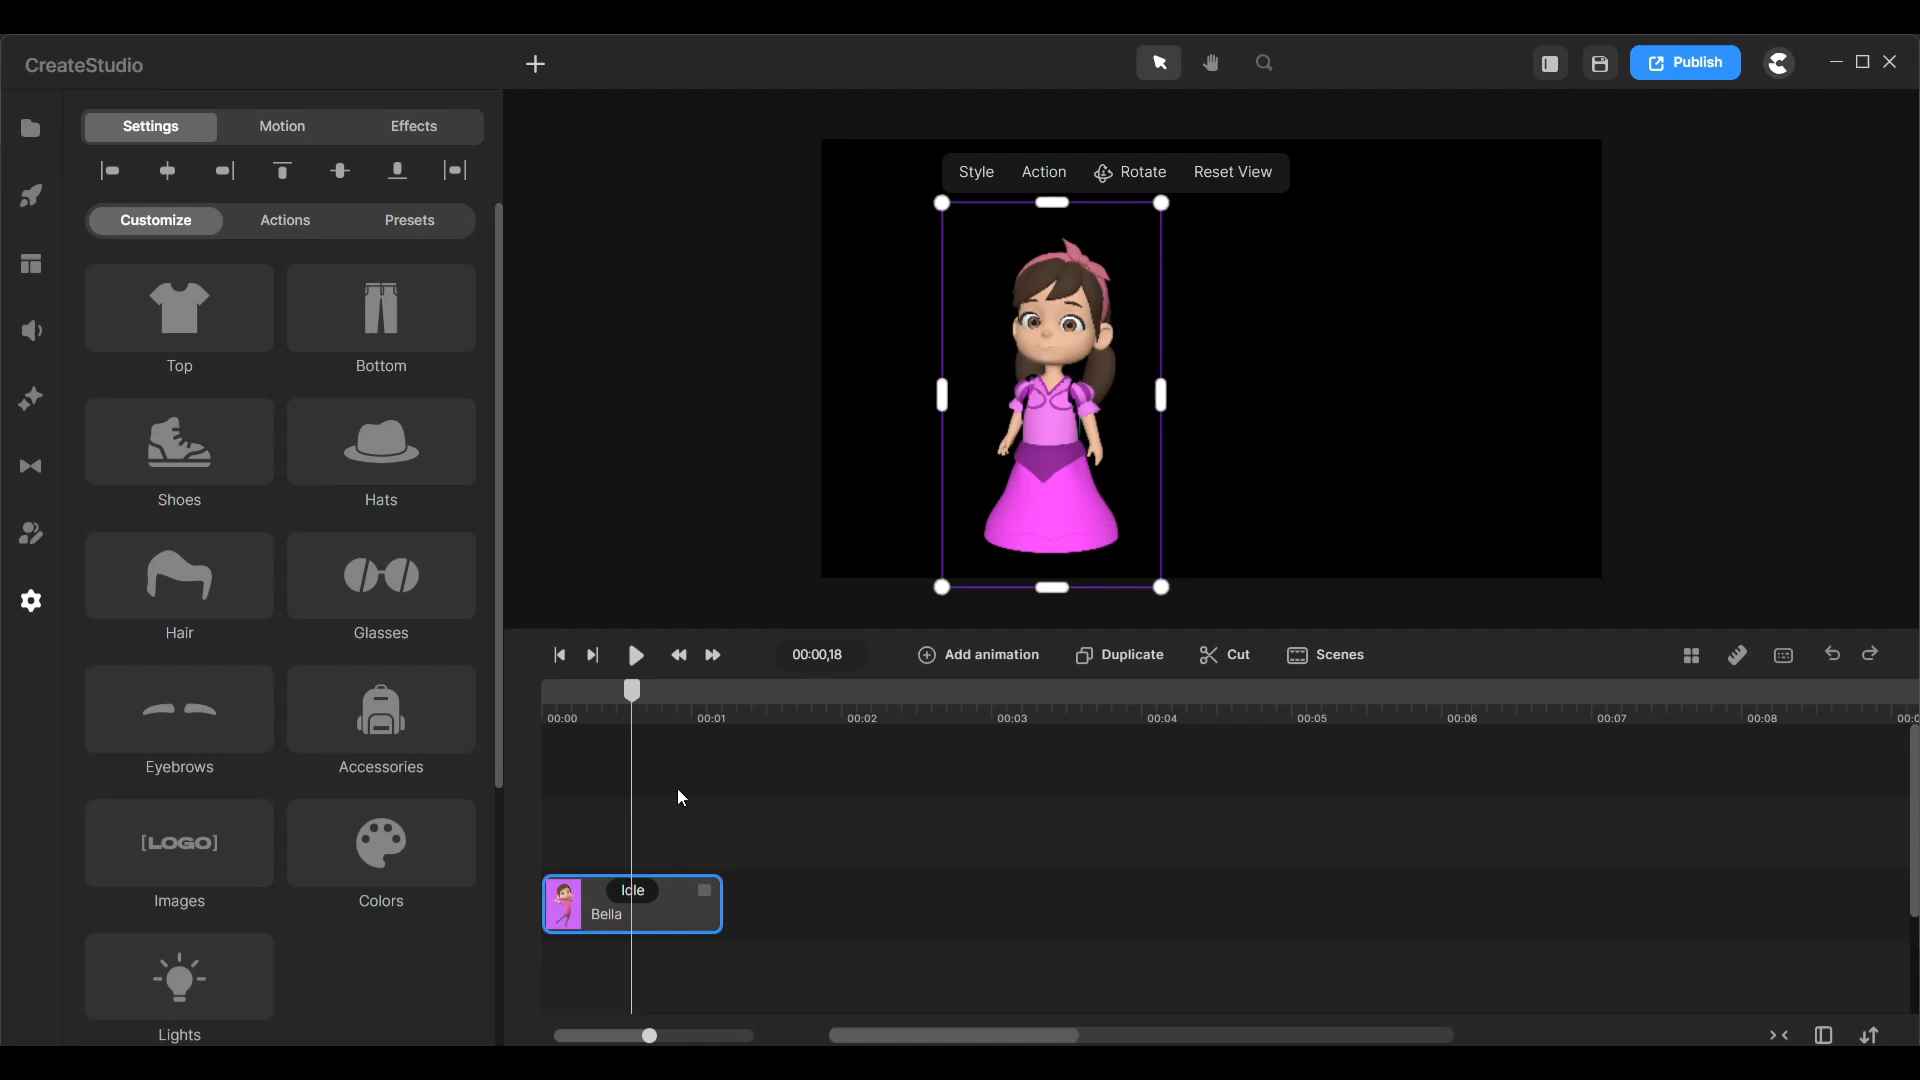 CreateStudio
Publish
Settings Motion Effects
Style Action Rotate Reset View
Customize Actions Presets
Top Bottom
Shoes Hats
Hair Glasses
Eyebrows Accessories
[LOGO]
Images Colors
Lights
00:00,18 Add animation Duplicate Cut Scenes
00:00 00:01 00:02 00:03 00:04 00:05 00:06 00:07 00:08 00:0
Idle
Bella